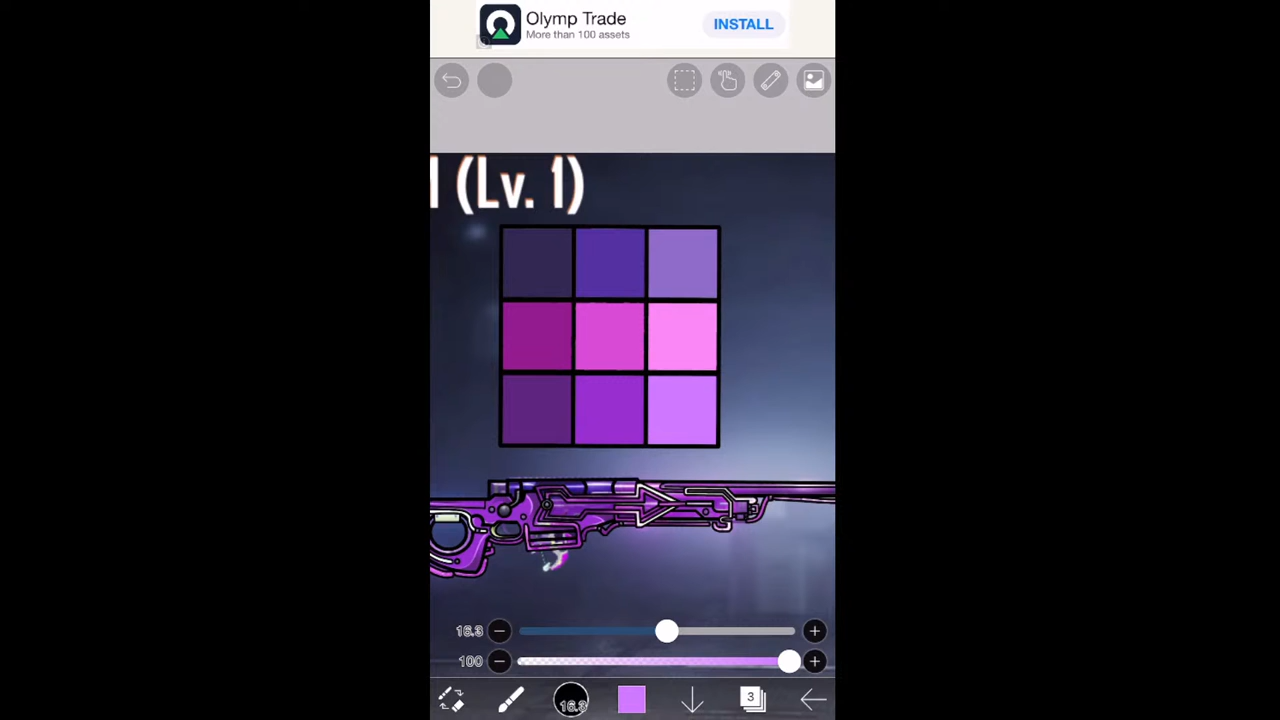 Olymp Trade
More than 100 assets
INSTALL
(Lv. 1)
16.3
100
16.3
3